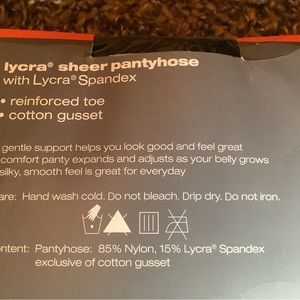 lycra® sheer pantyhose
with Lycra® Spandex
• reinforced toe
• cotton gusset
gentle support helps you look good and feel great
comfort panty expands and adjusts as your belly grows
silky, smooth feel is great for everyday
are: Hand wash cold. Do not bleach. Drip dry. Do not iron.
ontent: Pantyhose: 85% Nylon, 15% Lycra® Spandex
exclusive of cotton gusset